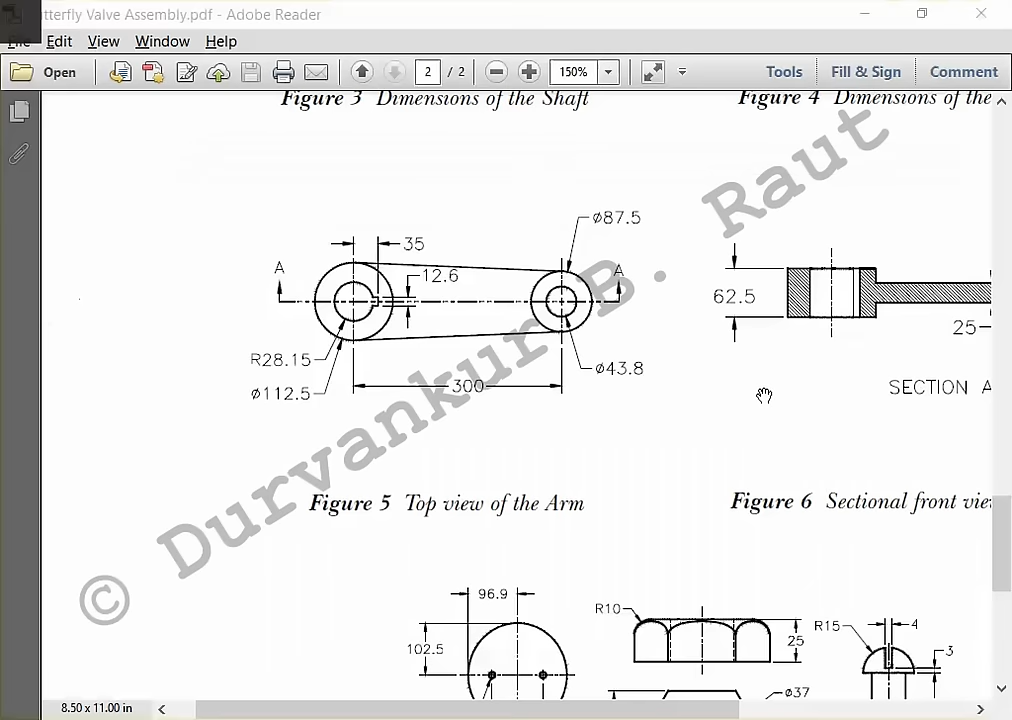 utterfly Valve Assembly.pdf - Adobe Reader
File Edit View Window Help
Open 2 / 2 150% Tools Fill & Sign Comment
Figure 3 Dimensions of the Shaft
Figure 4 Dimensions of the
© Durvankur B. Raut
ø87.5
35
A
12.6
A
R28.15
ø112.5
300
ø43.8
62.5
25
SECTION A
Figure 5 Top view of the Arm
Figure 6 Sectional front vie
96.9
102.5
R10
25
ø37
R15
4
3
8.50 x 11.00 in